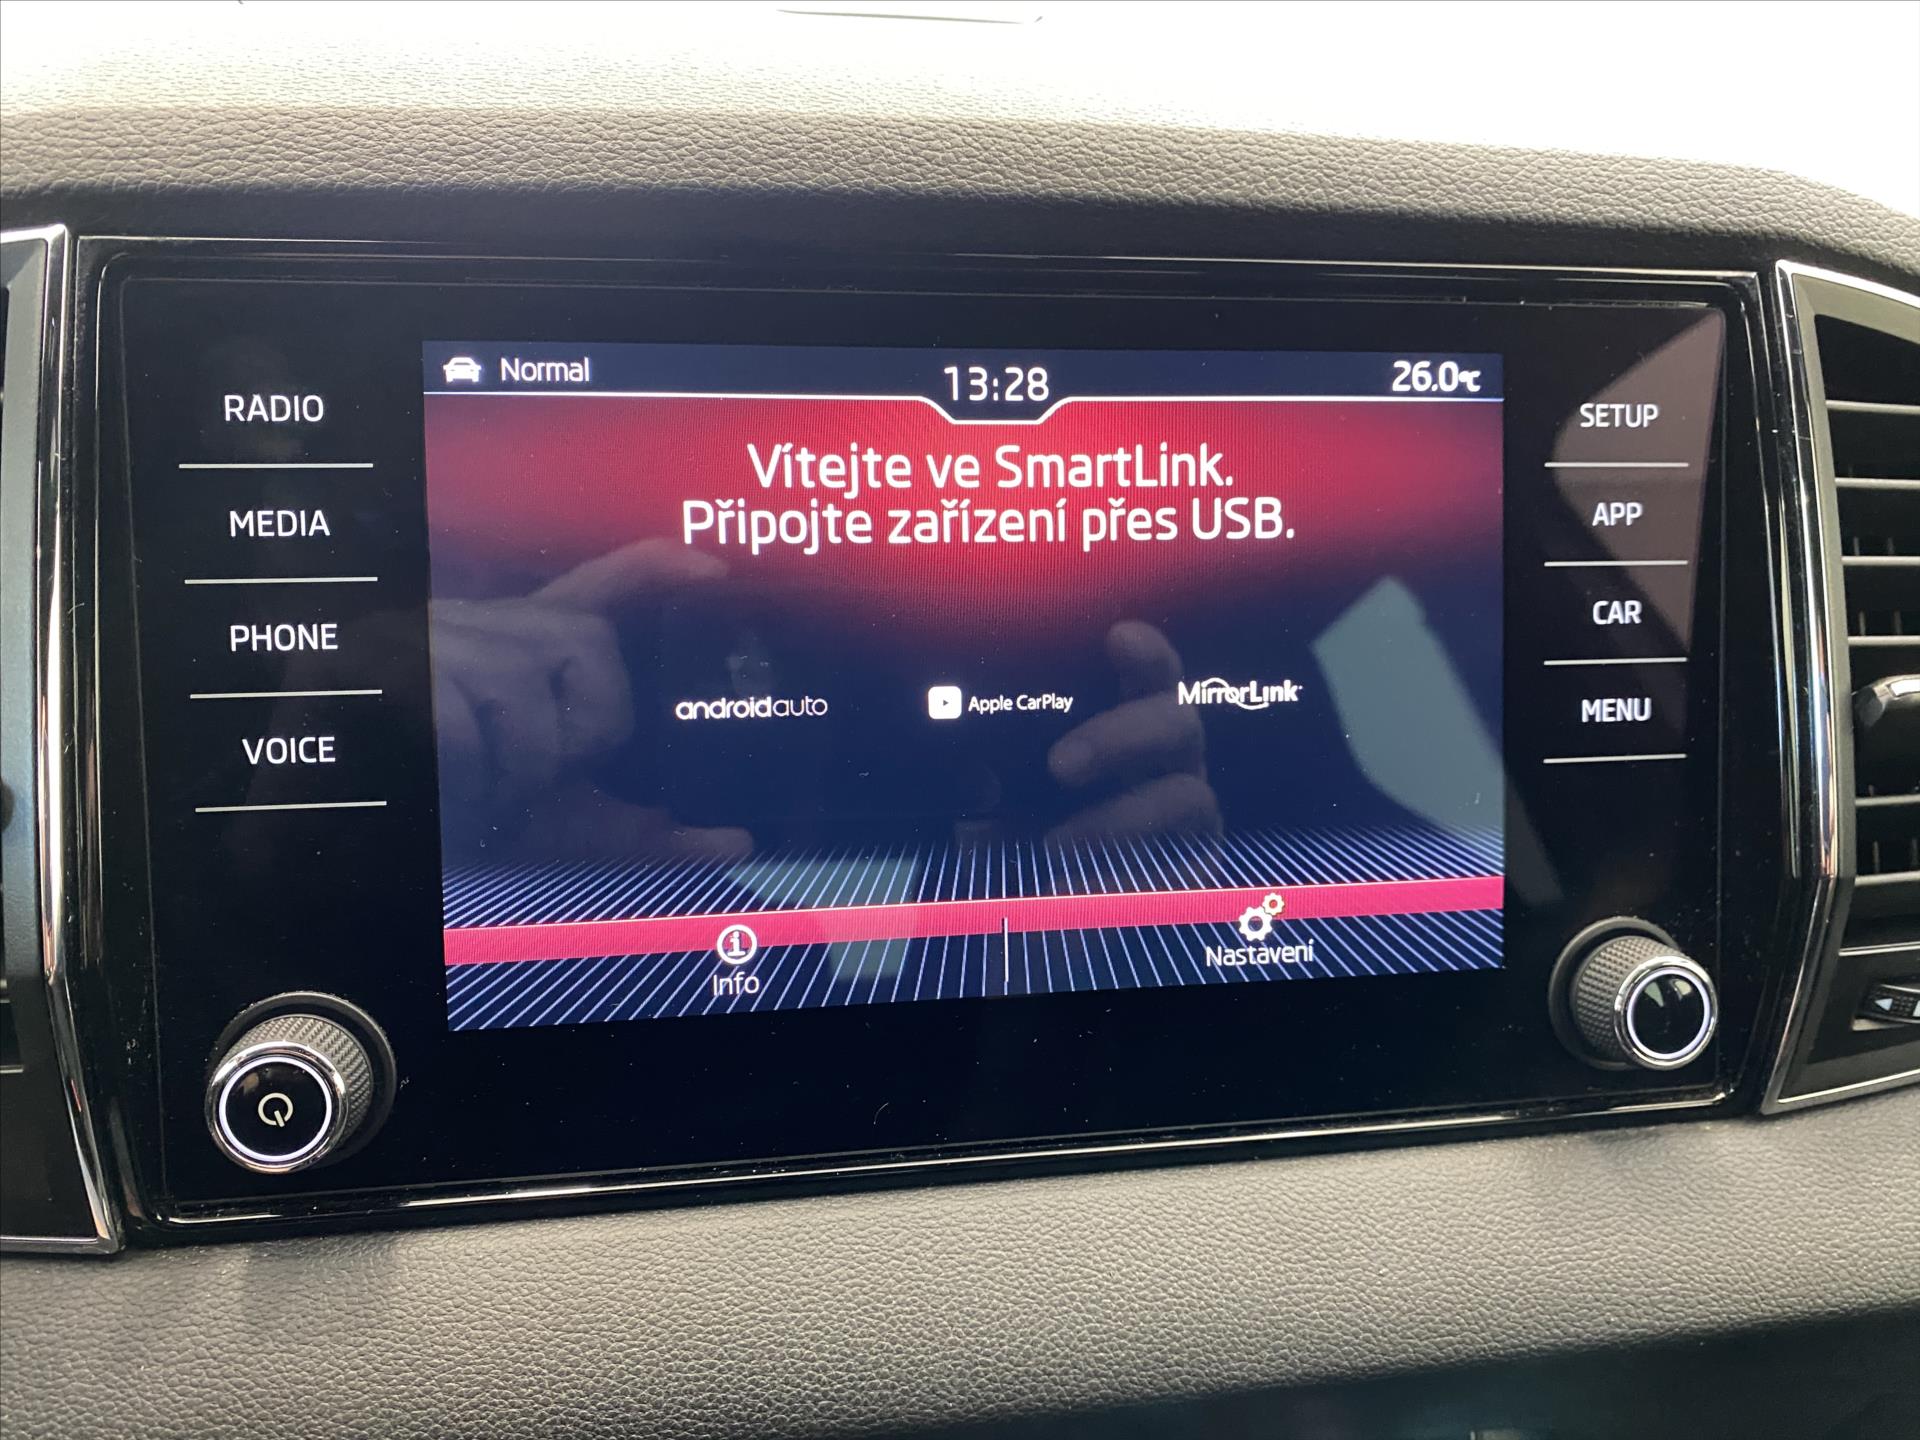 Normal
13:28
26.0°C
RADIO
MEDIA
PHONE
VOICE
Vítejte ve SmartLink.
Připojte zařízení přes USB.
androidauto
Apple CarPlay
MirrorLink
Info
Nastavení
SETUP
APP
CAR
MENU